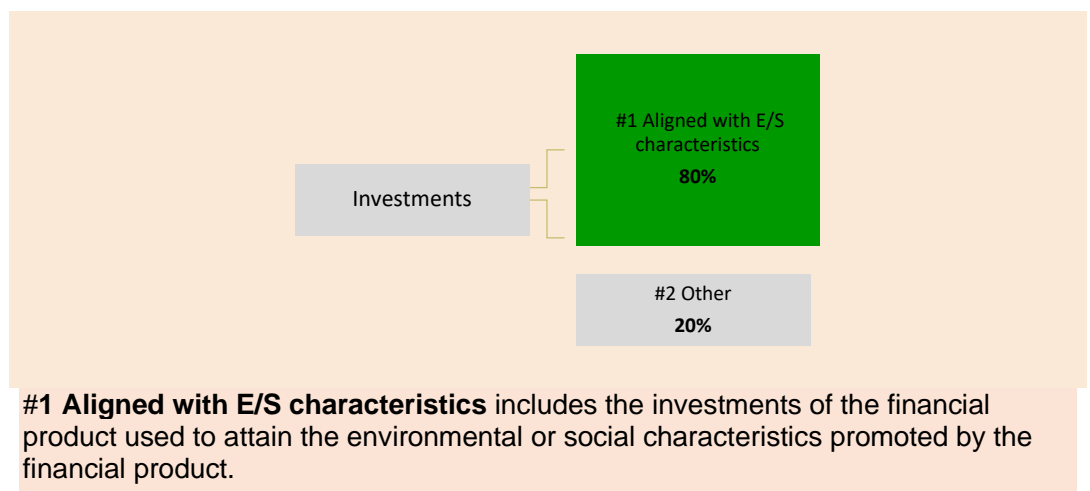 #1 Aligned with E/S
characteristics
80%
Investments
#2 Other
20%
#1 Aligned with E/S characteristics includes the investments of the financial
product used to attain the environmental or social characteristics promoted by the
financial product.